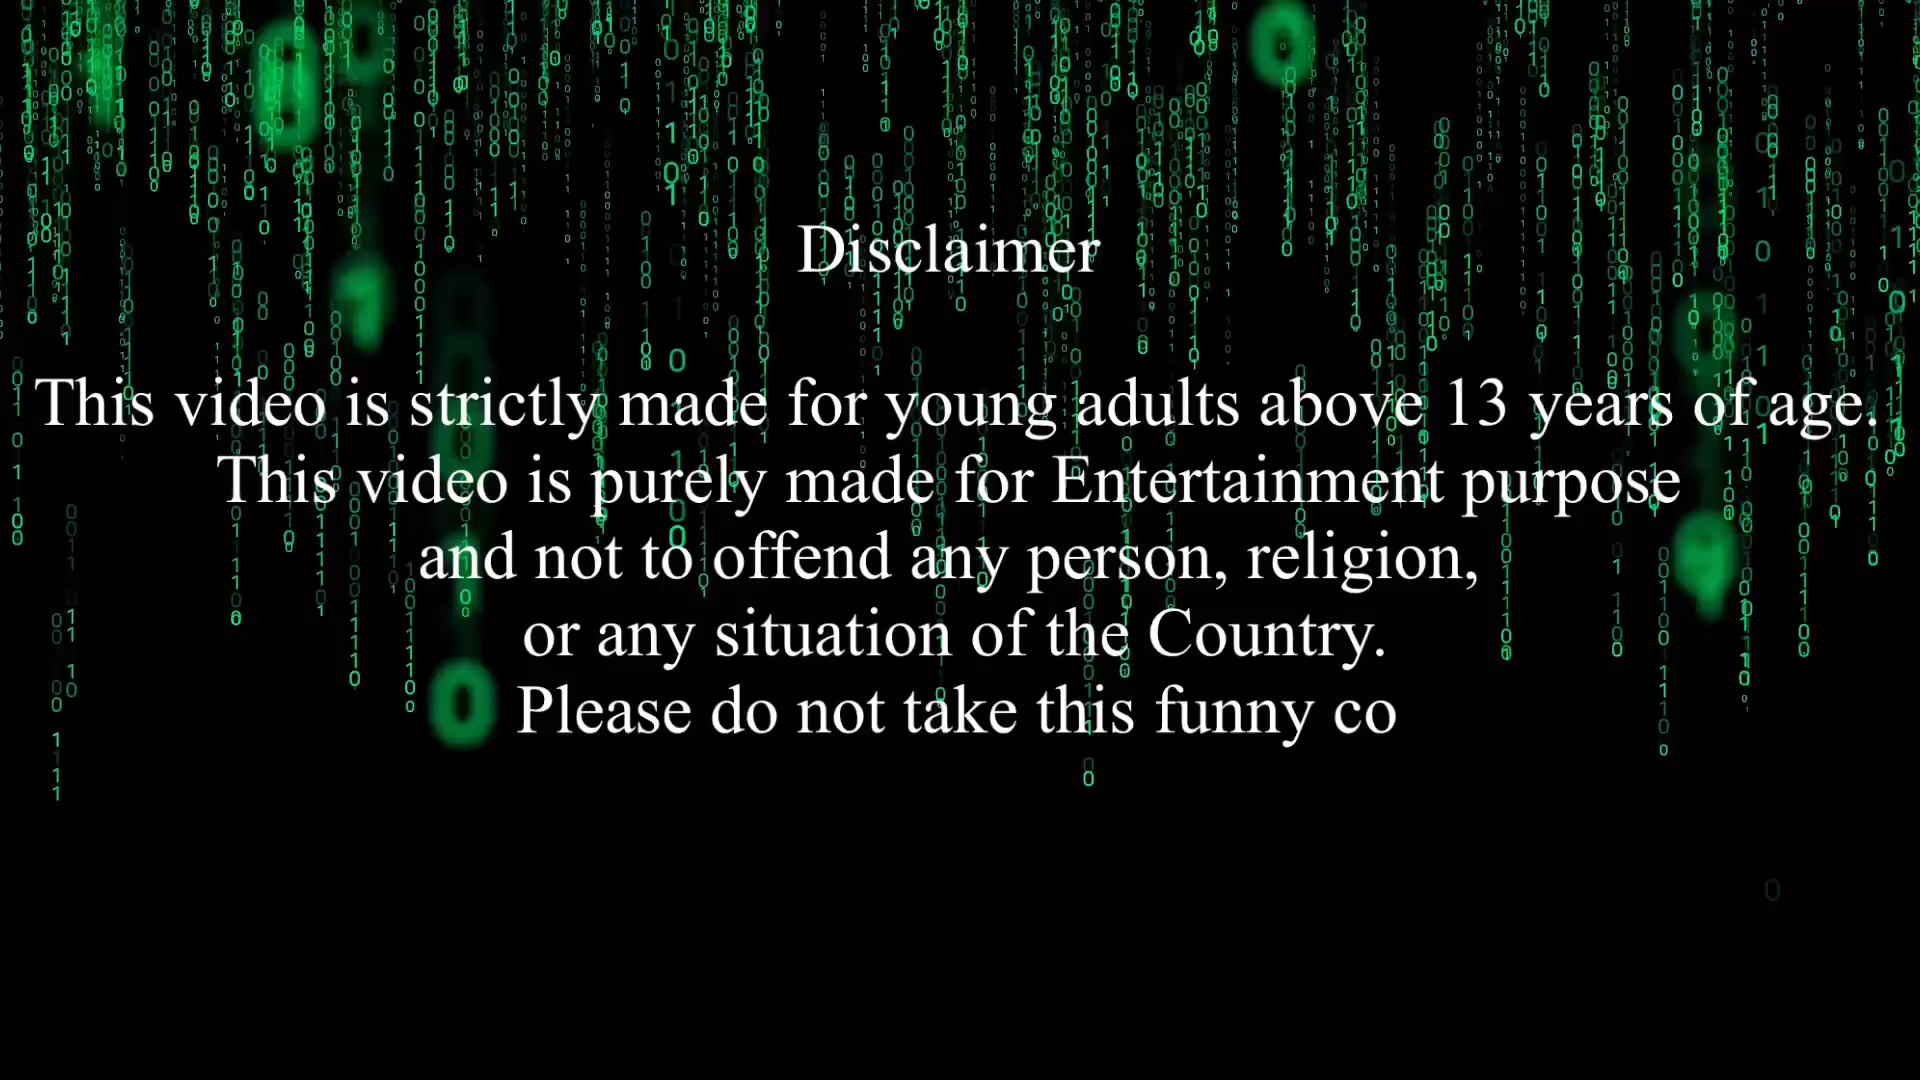 Disclaimer
This video is strictly made for young adults above 13 years of age.
This video is purely made for Entertainment purpose
and not to offend any person, religion,
or any situation of the Country.
Please do not take this funny co